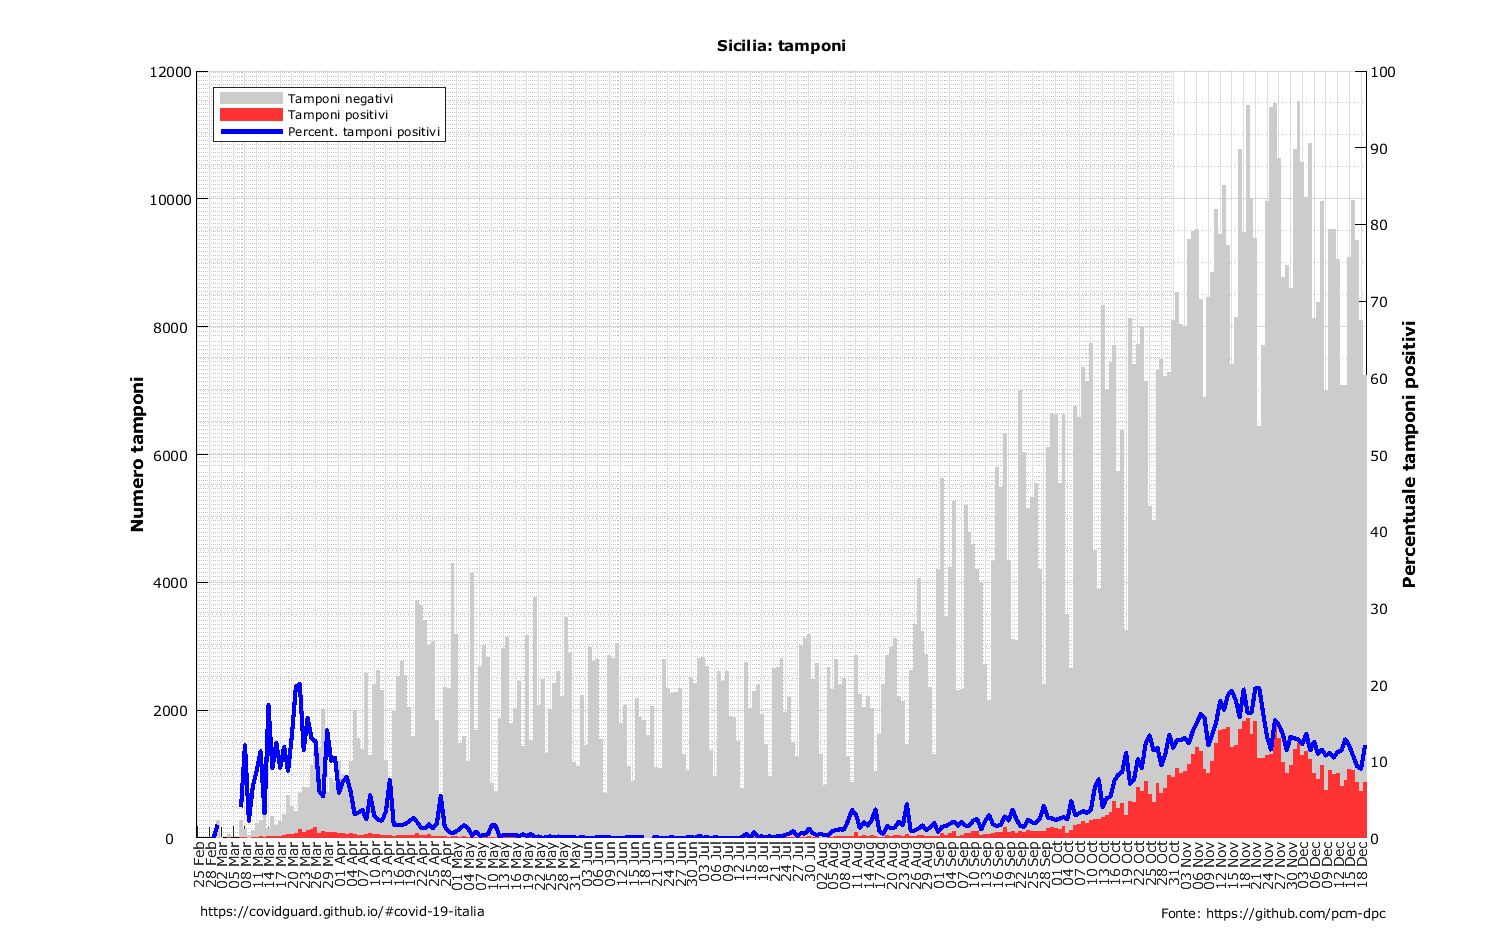 Sicilia: tamponi
Tamponi negativi
Tamponi positivi
Percent. tamponi positivi
Numero tamponi
12000
10000
8000
6000
4000
2000
0
100
90
80
70
60
50
40
30
20
10
0
Percentuale tamponi positivi
25 Feb
28 Feb
02 Mar
05 Mar
08 Mar
11 Mar
14 Mar
17 Mar
20 Mar
23 Mar
26 Mar
29 Mar
01 Apr
04 Apr
07 Apr
10 Apr
13 Apr
16 Apr
19 Apr
22 Apr
25 Apr
28 Apr
01 May
04 May
07 May
10 May
13 May
16 May
19 May
22 May
25 May
28 May
31 May
03 Jun
06 Jun
09 Jun
12 Jun
15 Jun
18 Jun
21 Jun
24 Jun
27 Jun
30 Jun
03 Jul
06 Jul
09 Jul
12 Jul
15 Jul
18 Jul
21 Jul
24 Jul
27 Jul
30 Jul
02 Aug
05 Aug
08 Aug
11 Aug
14 Aug
17 Aug
20 Aug
23 Aug
26 Aug
29 Aug
01 Sep
04 Sep
07 Sep
10 Sep
13 Sep
16 Sep
19 Sep
22 Sep
25 Sep
28 Sep
01 Oct
04 Oct
07 Oct
10 Oct
13 Oct
16 Oct
19 Oct
22 Oct
25 Oct
28 Oct
31 Oct
03 Nov
06 Nov
09 Nov
12 Nov
15 Nov
18 Nov
21 Nov
24 Nov
27 Nov
30 Nov
03 Dec
06 Dec
09 Dec
12 Dec
15 Dec
18 Dec
https://covidguard.github.io/#covid-19-italia
Fonte: https://github.com/pcm-dpc